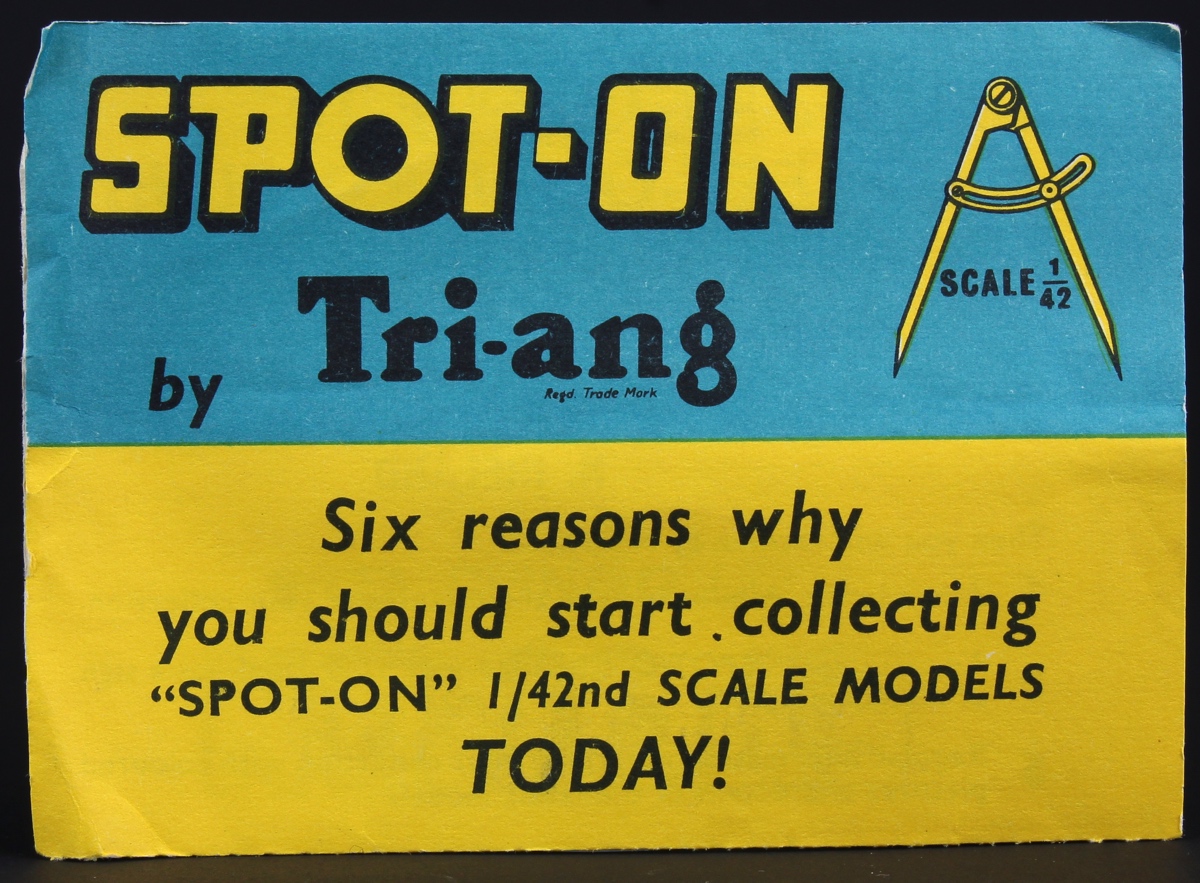 SPOT-ON
SCALE 1/42
by Tri-ang
Regd. Trade Mark
Six reasons why
you should start collecting
“SPOT-ON” 1/42nd SCALE MODELS
TODAY!